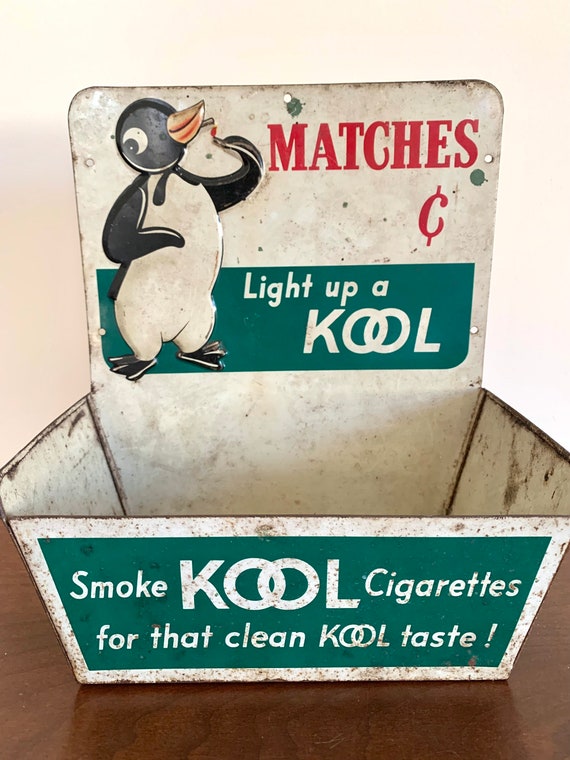 MATCHES
¢
Light up a
KOOL
Smoke KOOL Cigarettes
for that clean KOOL taste!